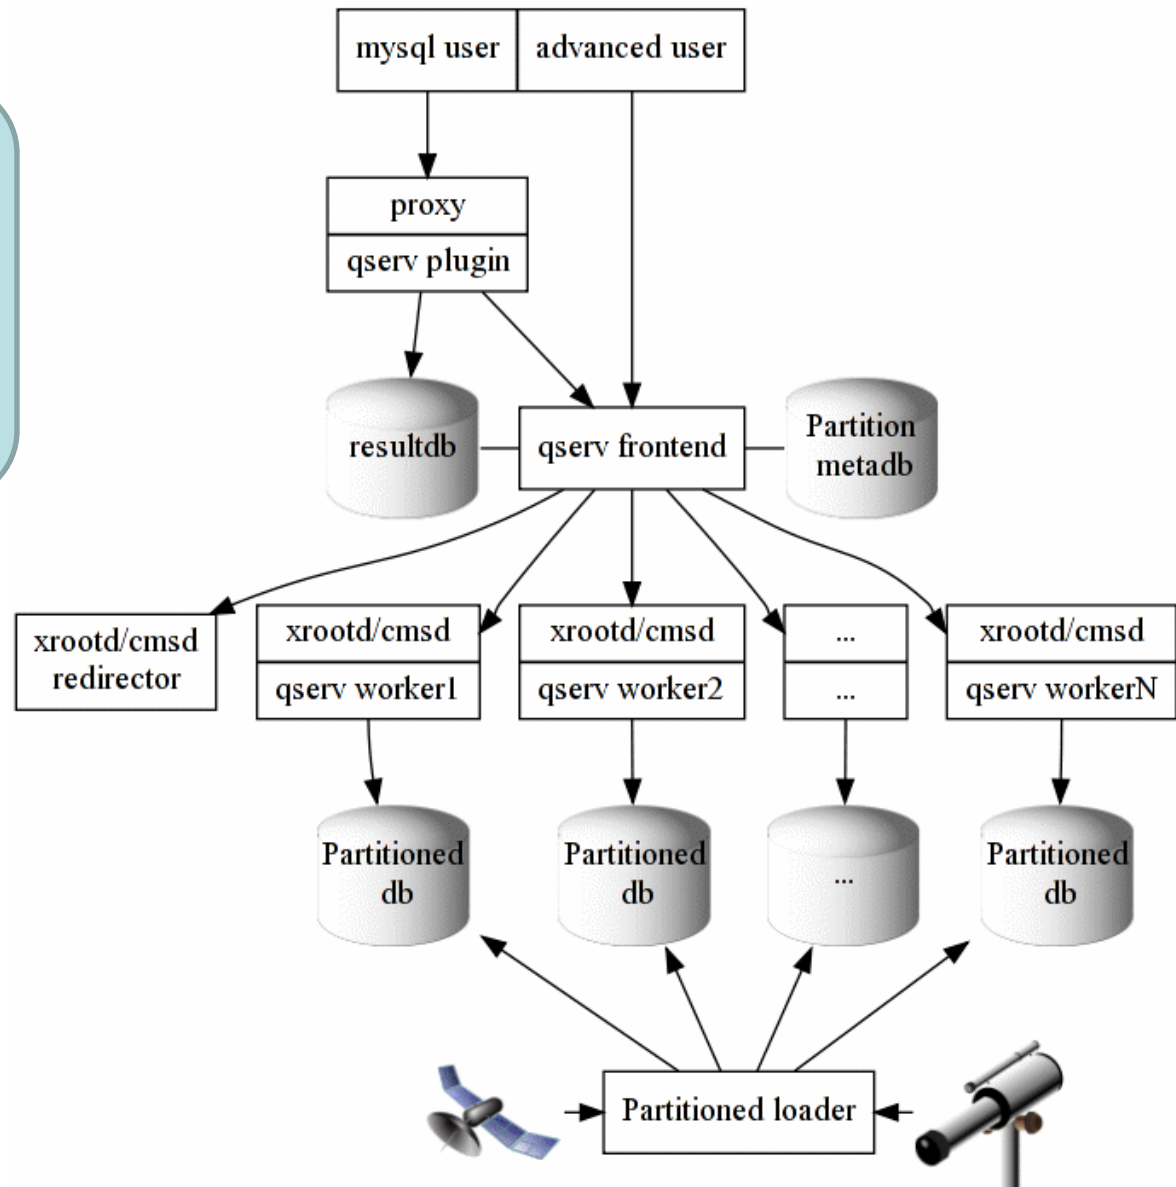 mysql user
advanced user
proxy
qserv plugin
resultdb
qserv frontend
Partition
metadb
xrootd/cmsd
redirector
xrootd/cmsd
qserv worker1
xrootd/cmsd
qserv worker2
...
...
xrootd/cmsd
qserv workerN
Partitioned
db
Partitioned
db
...
Partitioned
db
Partitioned loader